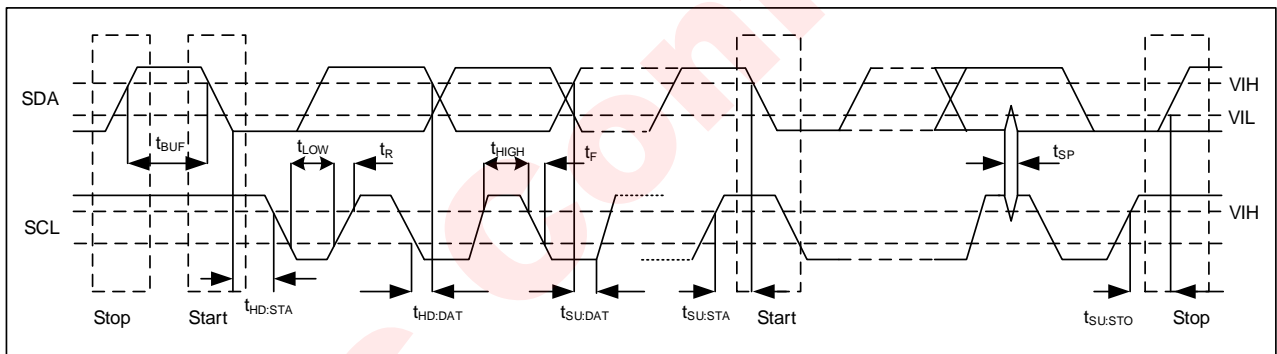 SDA
VIH
VIL
tBUF
tLOW
tR
tHIGH
tF
tSP
SCL
VIH
tHD:STA
tHD:DAT
tSU:DAT
tSU:STA
tSU:STO
Stop
Start
Start
Stop